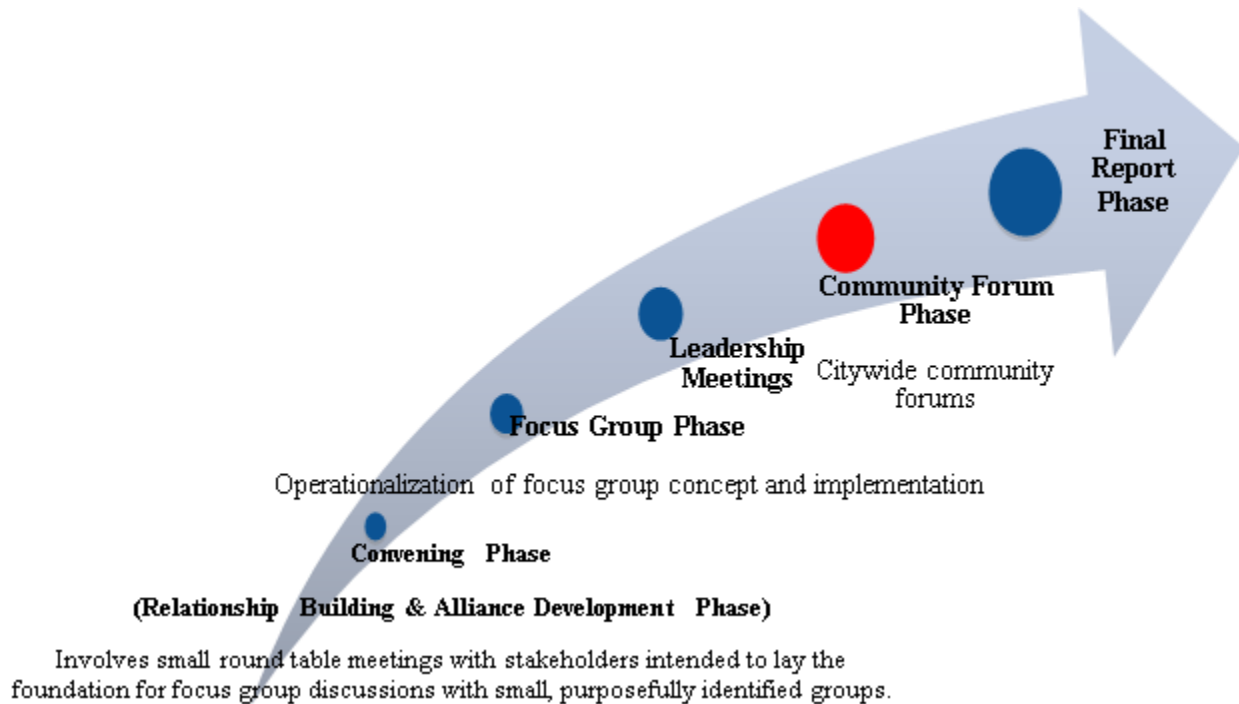 Final
Report
Phase
Community Forum
Phase
Citywide community
forums
Leadership
Meetings
Focus Group Phase
Operationalization of focus group concept and implementation
Convening Phase
(Relationship Building & Alliance Development Phase)
Involves small round table meetings with stakeholders intended to lay the
foundation for focus group discussions with small, purposefully identified groups.